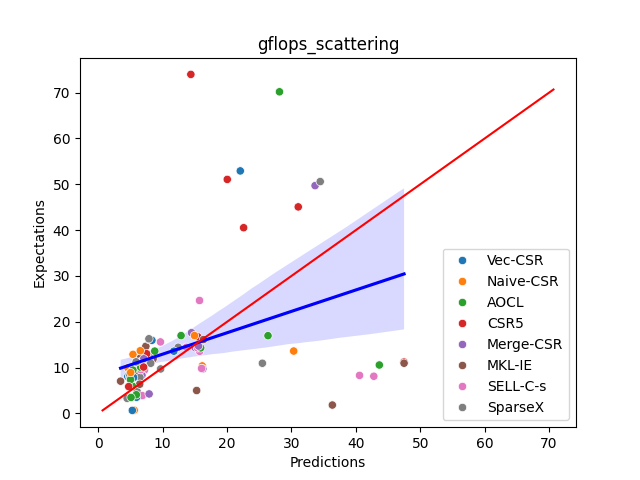 gflops_scattering
Expectations
70
60
50
40
30
20
10
0
Vec-CSR
Naive-CSR
AOCL
CSR5
Merge-CSR
MKL-IE
SELL-C-s
SparseX
0 10 20 30 40 50 60 70
Predictions